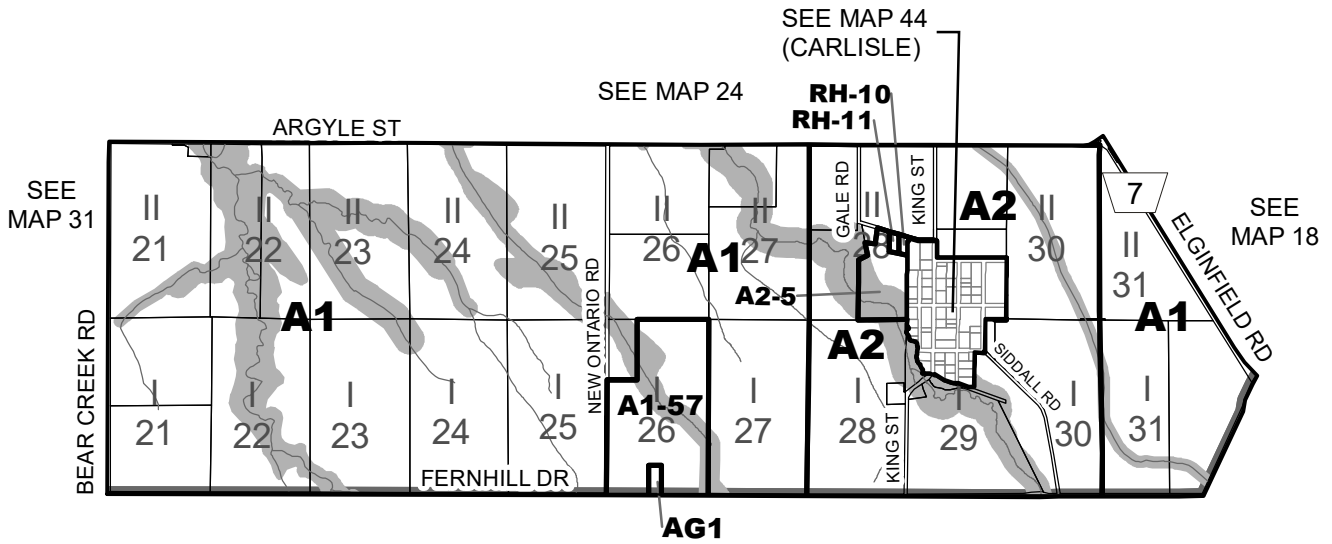 SEE MAP 44
(CARLISLE)
SEE MAP 24
RH-10
RH-11
ARGYLE ST
SEE
MAP 31
SEE
MAP 18
7
ELGINFIELD RD
GALE RD
KING ST
A2
II
21
II
22
II
23
II
24
II
25
II
26
II
27
II
28
II
30
II
31
A1
A1
A2-5
A2
A1
BEAR CREEK RD
NEW ONTARIO RD
SIDDALL RD
KING ST
I
21
I
22
I
23
I
24
I
25
I
26
A1-57
I
27
I
28
I
29
I
30
I
31
FERNHILL DR
AG1